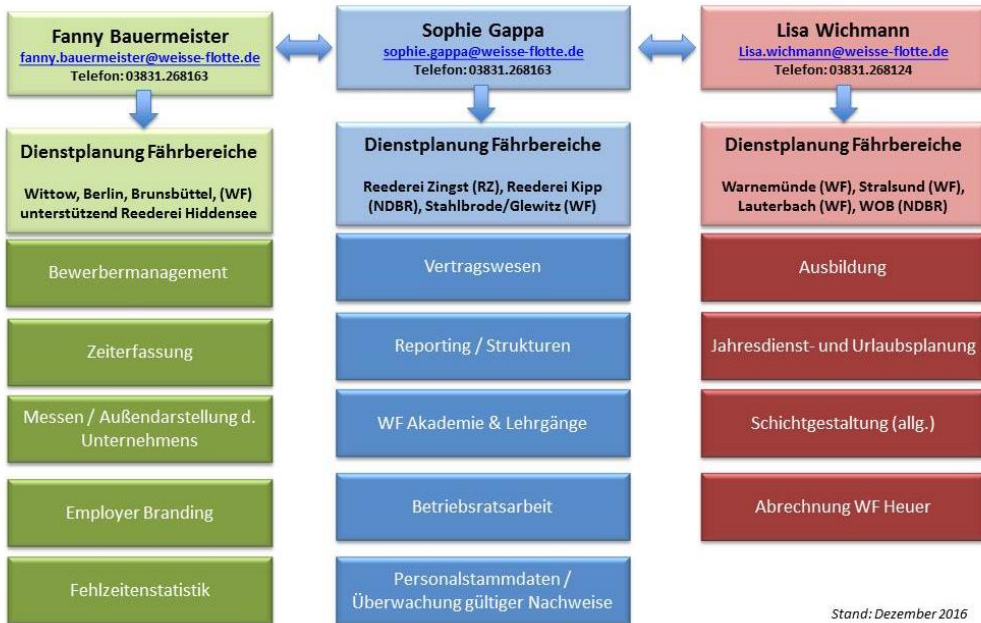 Fanny Bauermeister
fanny.bauermeister@weisse-flotte.de
Telefon: 03831.268163
Dienstplanung Fährbereiche
Wittow, Berlin, Brunsbüttel, (WF)
unterstützend Reederei Hiddensee
Bewerbermanagement
Zeiterfassung
Messen / Außendarstellung d.
Unternehmens
Employer Branding
Fehlzeitenstatistik
Sophie Gappa
sophie.gappa@weisse-flotte.de
Telefon: 03831.268163
Dienstplanung Fährbereiche
Reederei Zingst (RZ), Reederei Kipp
(NDBR), Stahlbrode/Glewitz (WF)
Vertragswesen
Reporting / Strukturen
WF Akademie & Lehrgänge
Betriebsratsarbeit
Personalstammdaten /
Überwachung gültiger Nachweise
Lisa Wichmann
Lisa.wichmann@weisse-flotte.de
Telefon: 03831.268124
Dienstplanung Fährbereiche
Warnemünde (WF), Stralsund (WF),
Lauterbach (WF), WOB (NDBR)
Ausbildung
Jahresdienst- und Urlaubsplanung
Schichtgestaltung (allg.)
Abrechnung WF Heuer
Stand: Dezember 2016